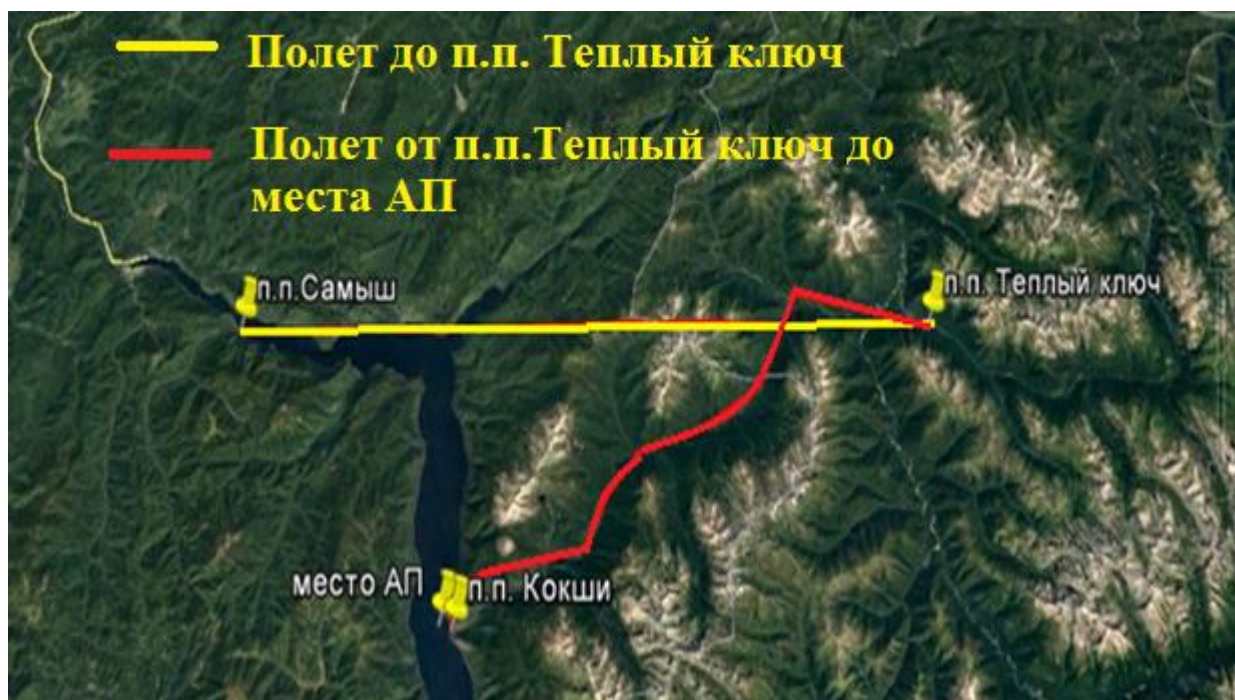 Полет до п.п. Теплый ключ
Полет от п.п.Теплый ключ до
места АП
п.п.Самыш
п.п. Теплый ключ
место АП
п.п. Кокши